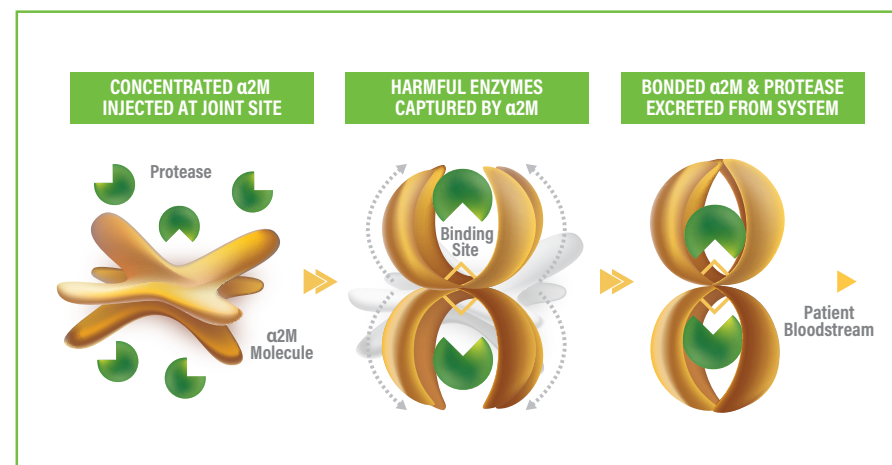 CONCENTRATED α2M
INJECTED AT JOINT SITE
HARMFUL ENZYMES
CAPTURED BY α2M
BONDED α2M & PROTEASE
EXCRETED FROM SYSTEM
Protease
α2M
Molecule
Binding
Site
Patient
Bloodstream